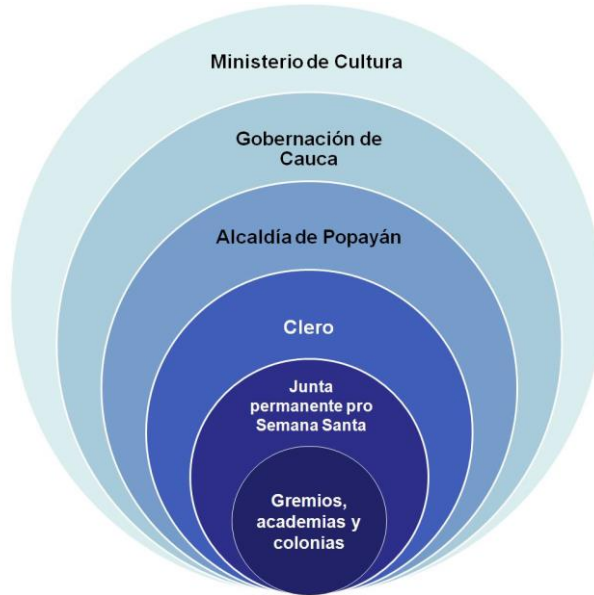 Ministerio de Cultura
Gobernación de
Cauca
Alcaldía de Popayán
Clero
Junta
permanente pro
Semana Santa
Gremios,
academias y
colonias